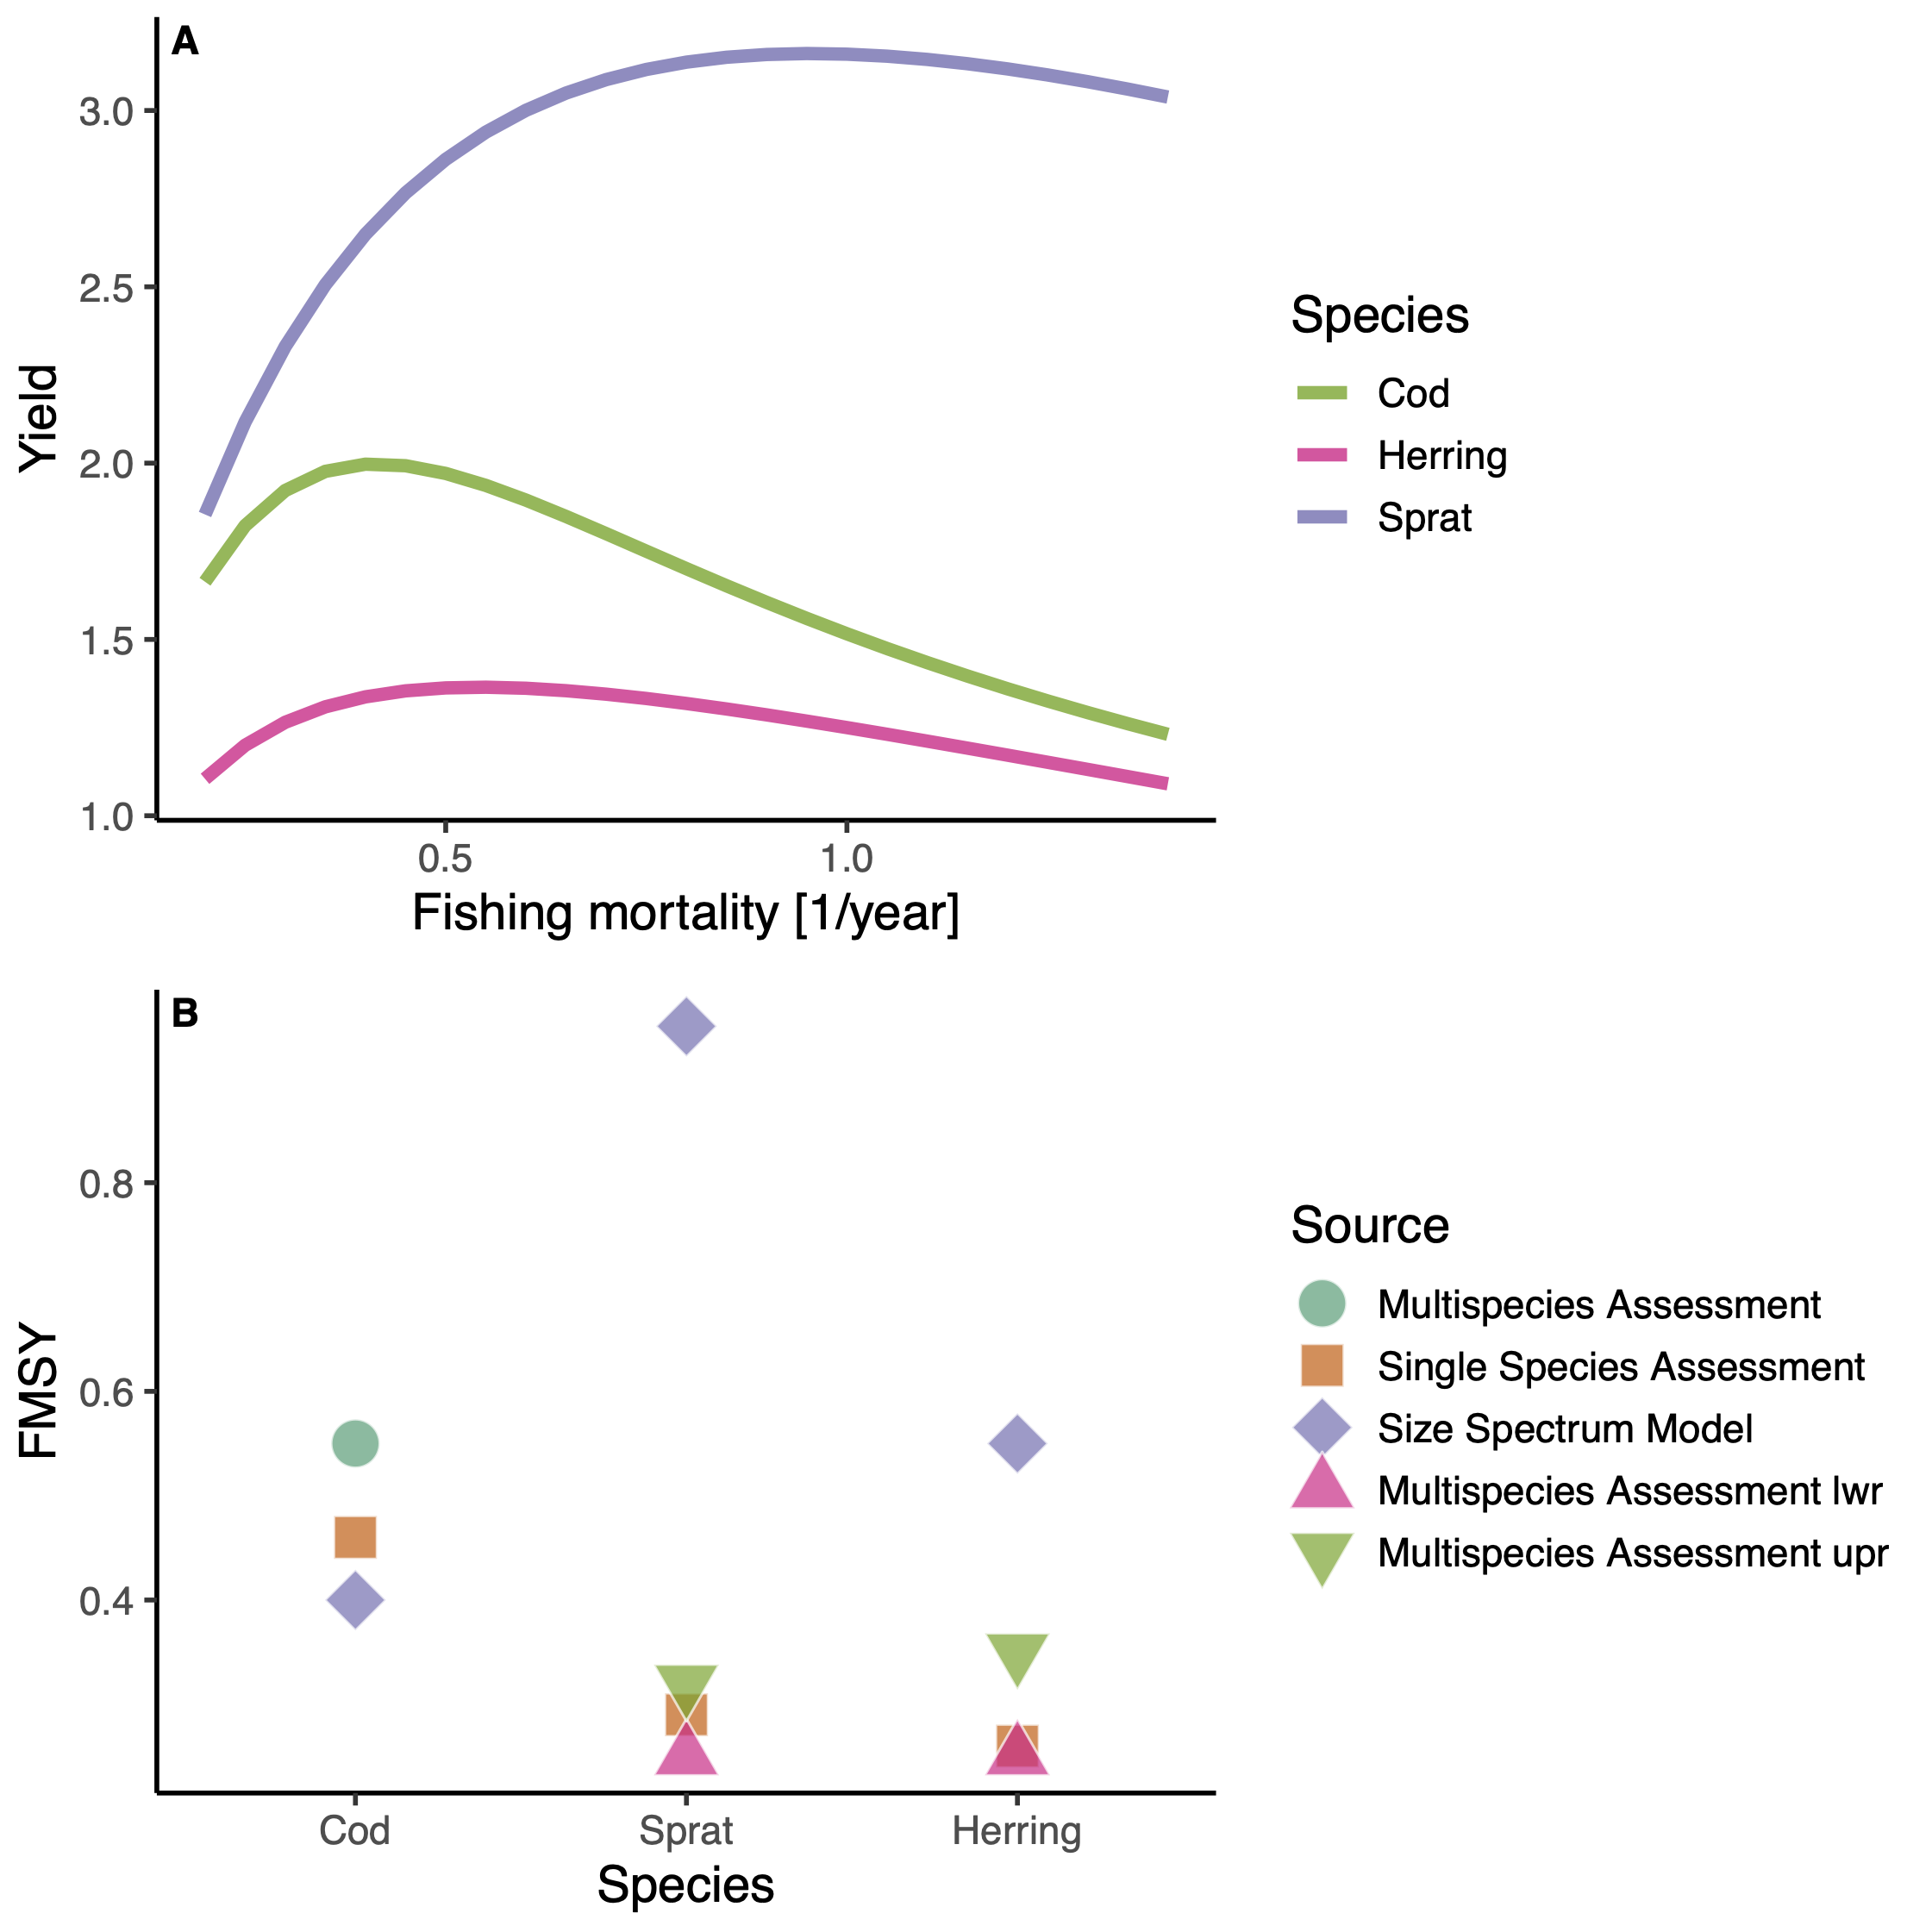 A
3.0
2.5
2.0
1.5
1.0
Yield
0.5 1.0
Fishing mortality [1/year]
Species
Cod
Herring
Sprat
B
0.8
0.6
0.4
FMSY
Cod Sprat Herring
Species
Source
Multispecies Assessment
Single Species Assessment
Size Spectrum Model
Multispecies Assessment lwr
Multispecies Assessment upr